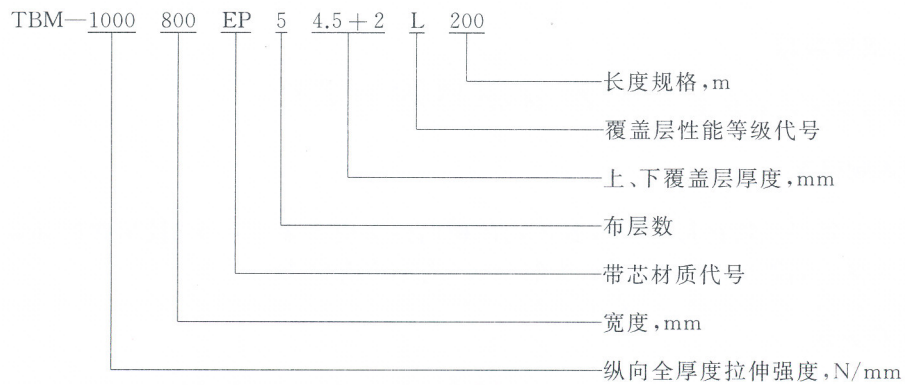 TBM—1000 800 EP 5 4.5+2 L 200
长度规格,m
覆盖层性能等级代号
上、下覆盖层厚度,mm
布层数
带芯材质代号
宽度,mm
纵向全厚度拉伸强度,N/mm